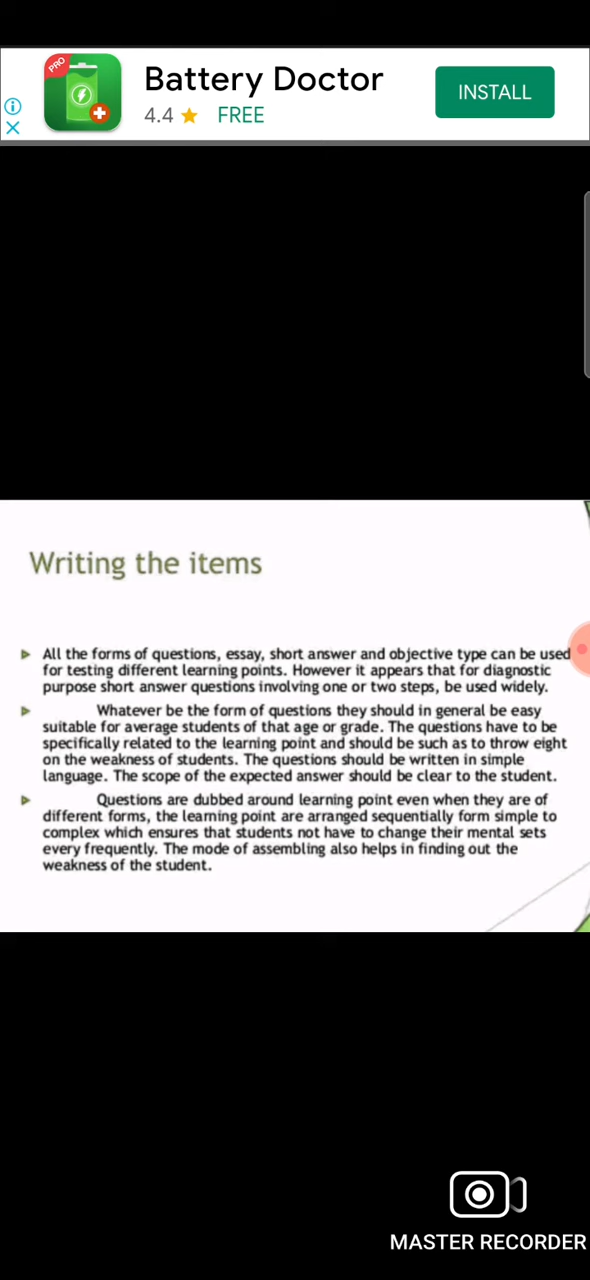 PRO
Battery Doctor
4.4 ★ FREE
INSTALL
Writing the items
All the forms of questions, essay, short answer and objective type can be used
for testing different learning points. However it appears that for diagnostic
purpose short answer questions involving one or two steps, be used widely.
Whatever be the form of questions they should in general be easy
suitable for average students of that age or grade. The questions have to be
specifically related to the learning point and should be such as to throw eight
on the weakness of students. The questions should be written in simple
language. The scope of the expected answer should be clear to the student.
Questions are dubbed around learning point even when they are of
different forms, the learning point are arranged sequentially form simple to
complex which ensures that students not have to change their mental sets
every frequently. The mode of assembling also helps in finding out the
weakness of the student.
MASTER RECORDER